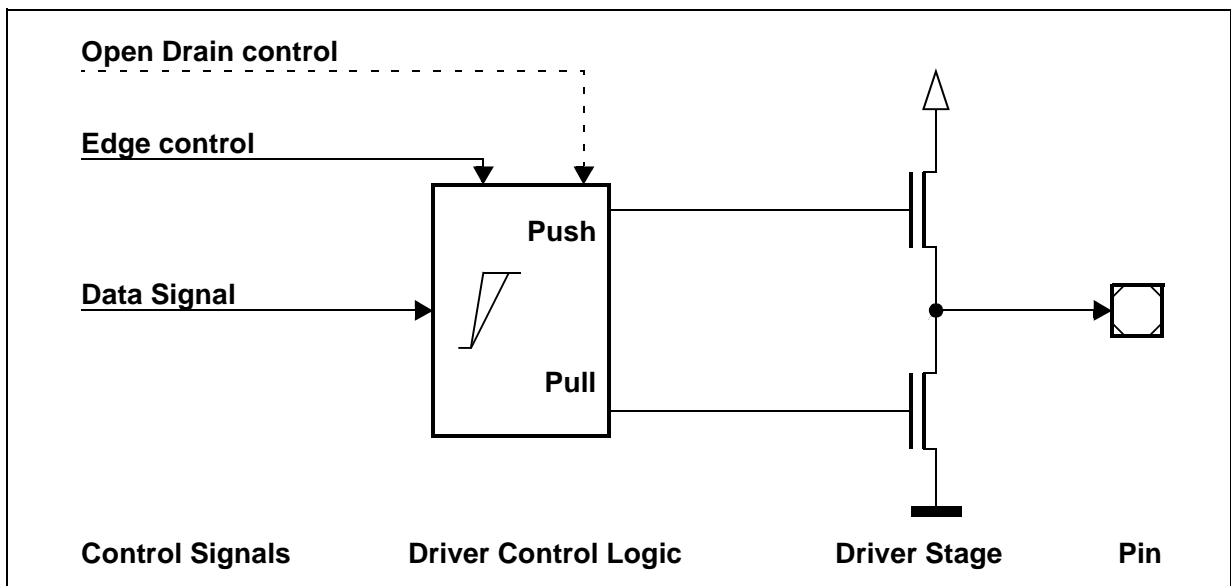 Open Drain control
Edge control
Push
Data Signal
Pull
Control Signals
Driver Control Logic
Driver Stage
Pin